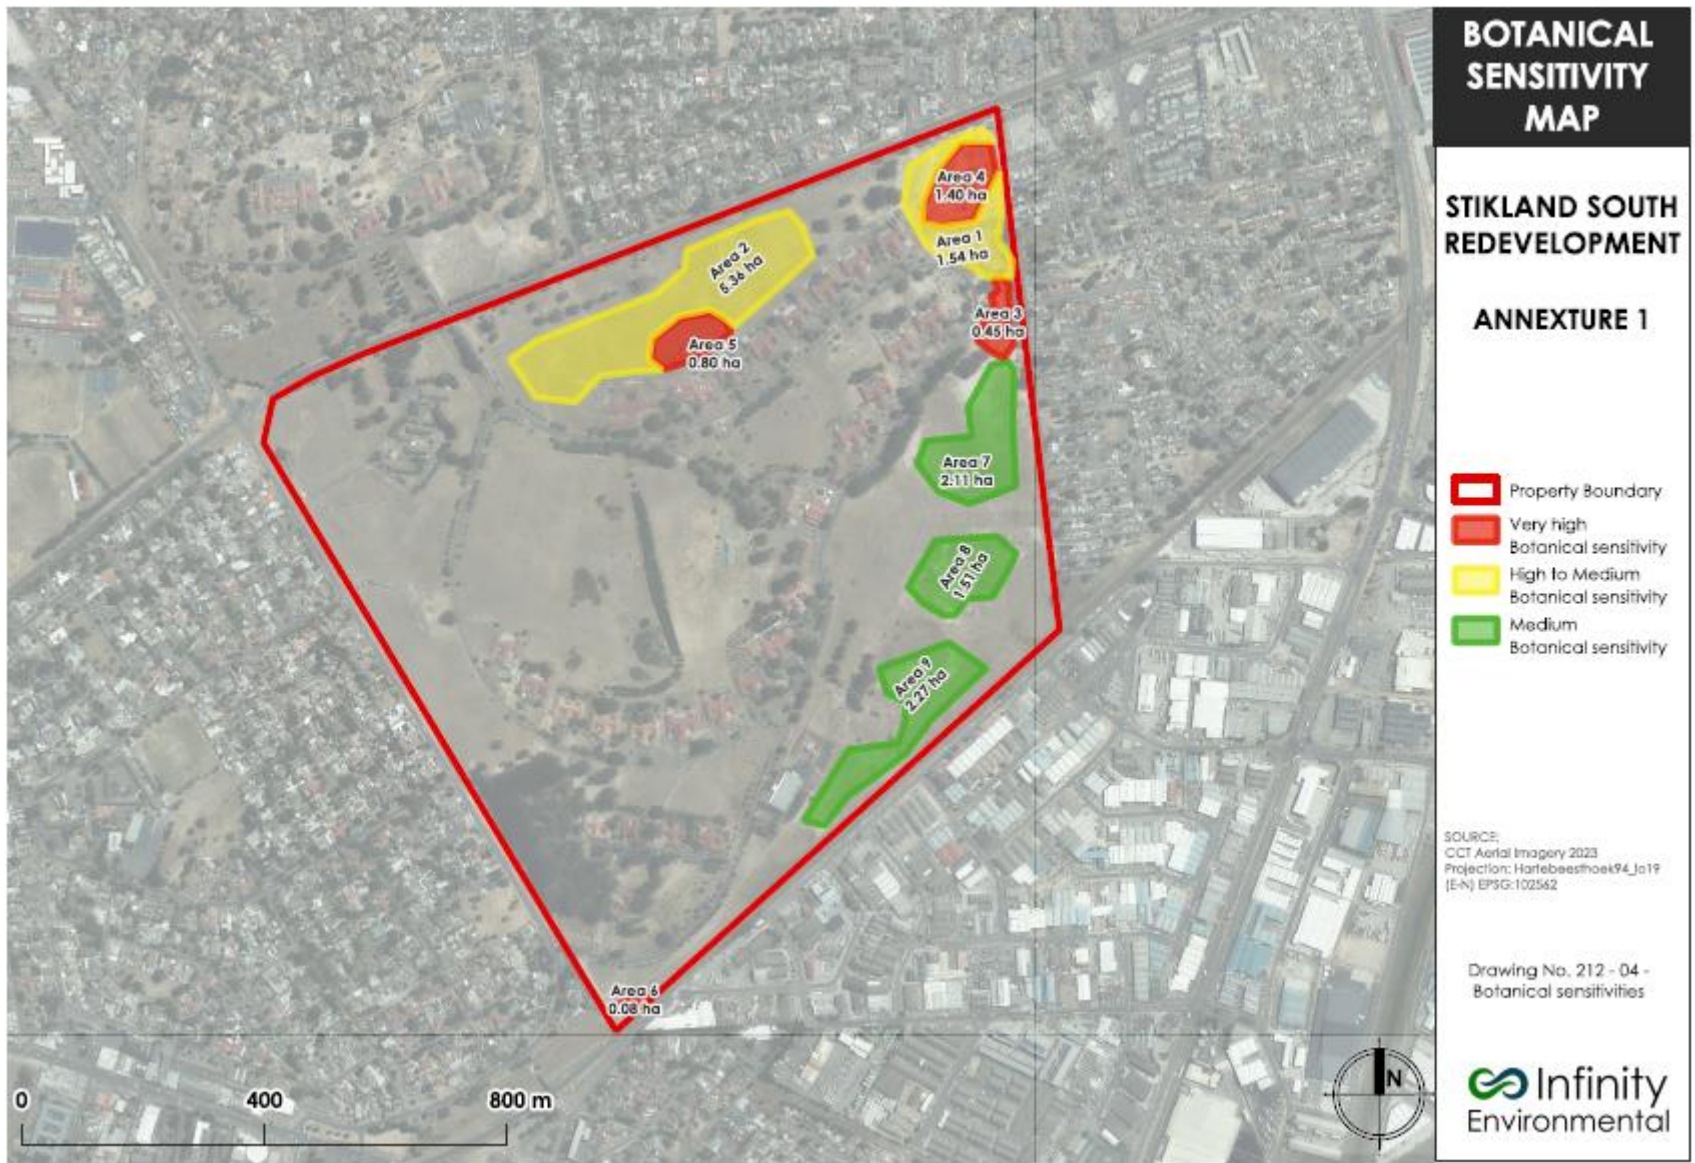 BOTANICAL
SENSITIVITY
MAP
STIKLAND SOUTH
REDEVELOPMENT
ANNEXTURE 1
Property Boundary
Very high
Botanical sensitivity
High to Medium
Botanical sensitivity
Medium
Botanical sensitivity
SOURCE:
CCT Aerial Imagery 2023
Projection: Hartebeesthoek94_lo19
(E-N) EPSG:102562
Drawing No. 212 - 04 -
Botanical sensitivities
Infinity
Environmental
Area 4
1.40 ha
Area 1
1.54 ha
Area 2
5.36 ha
Area 3
0.45 ha
Area 5
0.80 ha
Area 7
2.11 ha
Area 8
1.51 ha
Area 9
2.27 ha
Area 6
0.08 ha
0 400 800 m
N